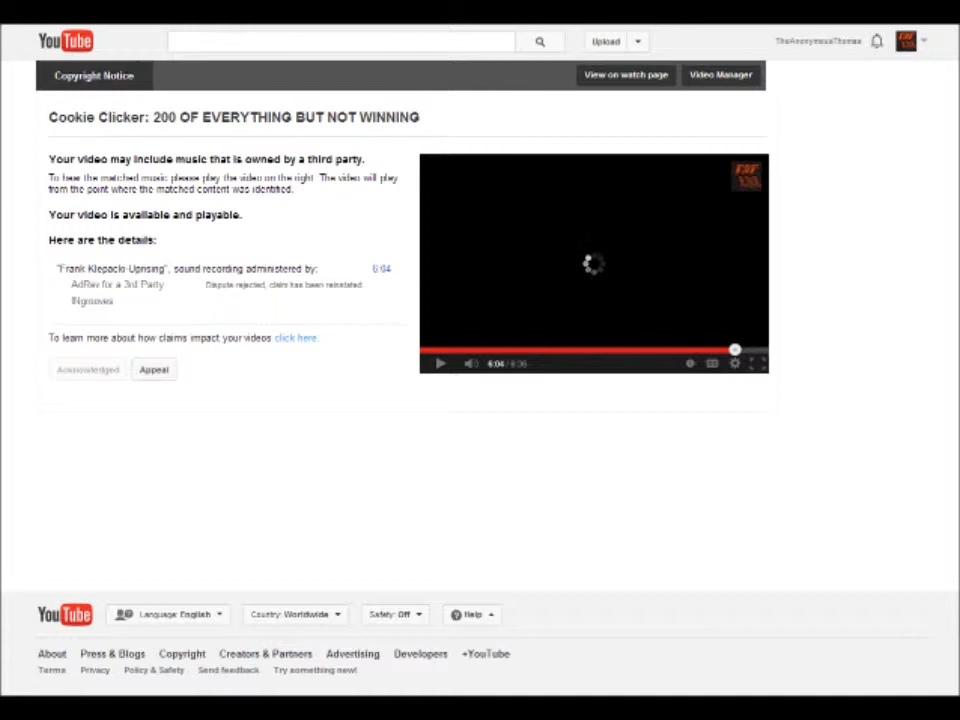 YouTube
Upload
TheAnonymousThomas
Copyright Notice
View on watch page
Video Manager
Cookie Clicker: 200 OF EVERYTHING BUT NOT WINNING
Your video may include music that is owned by a third party.
To hear the matched music please play the video on the right. The video will play
from the point where the matched content was identified.
Your video is available and playable.
Here are the details:
"Frank Klepacki-Uprising", sound recording administered by:
6:04
AdRev for a 3rd Party
Dispute rejected, claim has been reinstated.
INgrooves
To learn more about how claims impact your videos click here.
Acknowledged
Appeal
6:04 /
YouTube
Language: English
Country: Worldwide
Safety: Off
Help
About Press & Blogs Copyright Creators & Partners Advertising Developers +YouTube
Terms Privacy Policy & Safety Send feedback Try something new!